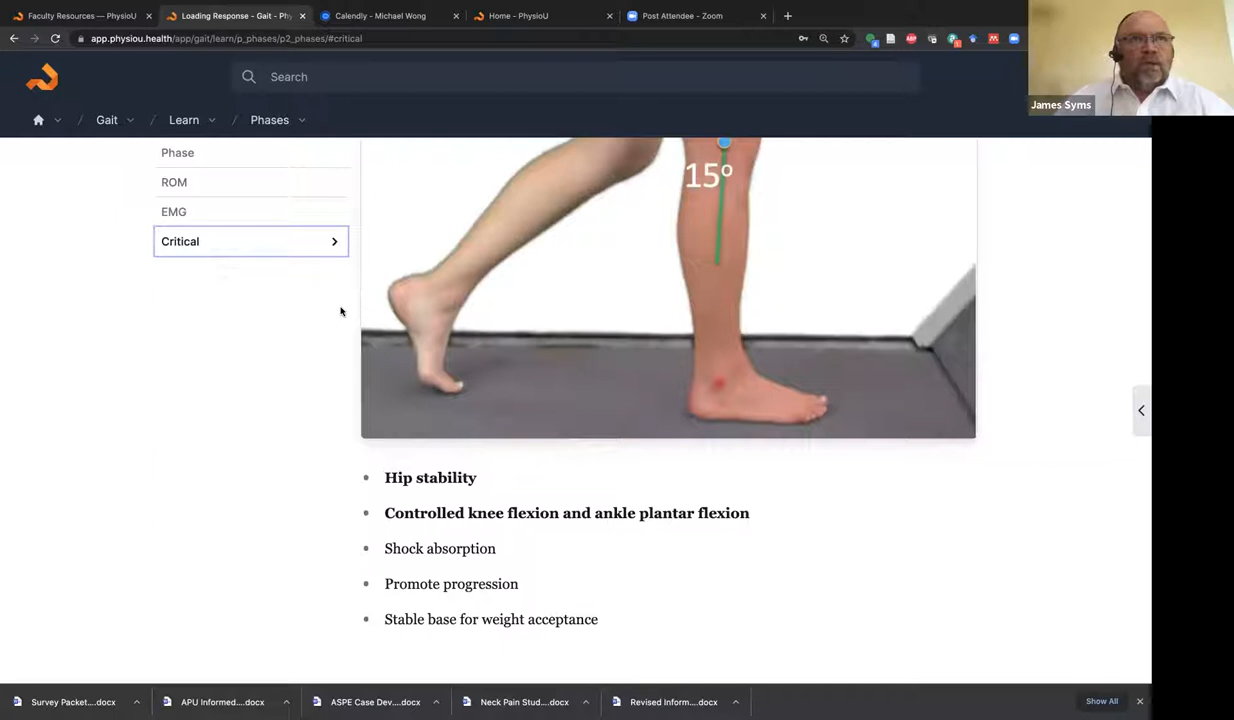 Faculty Resources — PhysioU
Loading Response - Gait - Phy
Calendly - Michael Wong
Home - PhysioU
Post Attendee - Zoom
app.physiou.health/app/gait/learn/p_phases/p2_phases/#critical
Search
James Syms
Gait / Learn / Phases
Phase
ROM
EMG
Critical
15º
Hip stability
Controlled knee flexion and ankle plantar flexion
Shock absorption
Promote progression
Stable base for weight acceptance
Survey Packet....docx
APU Informed....docx
ASPE Case Dev....docx
Neck Pain Stud....docx
Revised Inform....docx
Show All